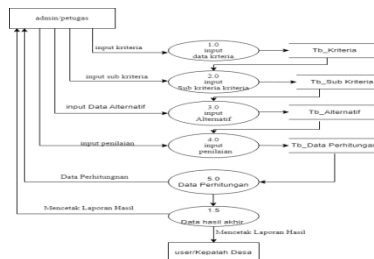 admin/petugas
input kriteria
1.0
input
data kriteria
Tb_Kriteria
input sub kriteria
2.0
input
Sub kriteria kriteria
Tb_Sub Kriteria
input Data Alternatif
3.0
input
Alternatif
Tb_Alternatif
input penilaian
4.0
input
penilaian
Tb_Data Perhitungan
Data Perhitungnan
5.0
Data Perhitungan
Mencetak Laporan Hasil
1.5
Data hasil akhir
Mencetak Laporan Hasil
user/Kepalah Desa